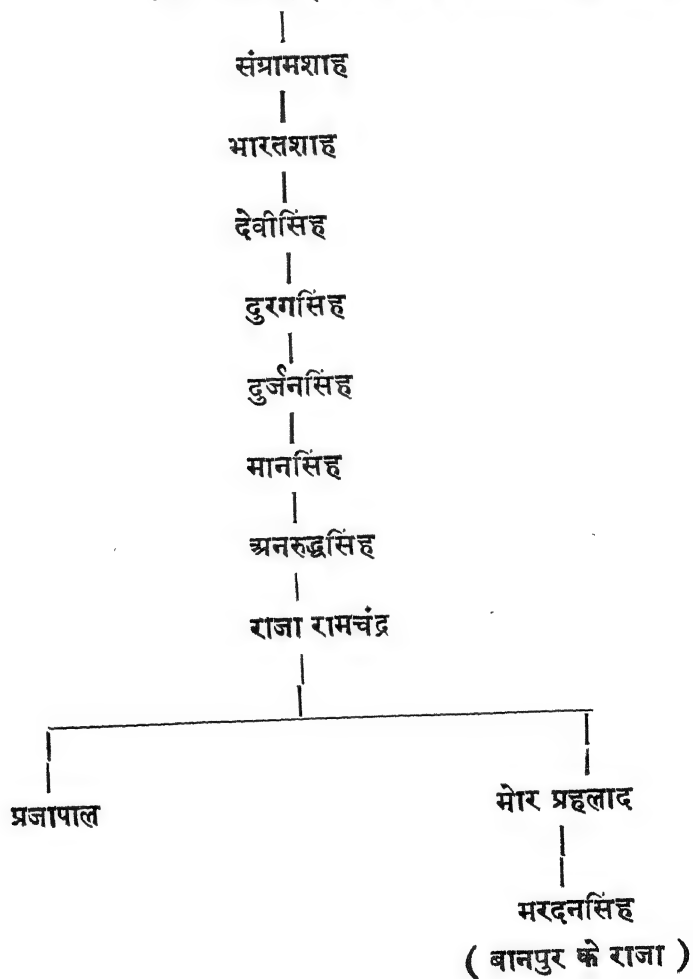 संग्रामशाह
भारतशाह
देवीसिंह
दुरगसिंह
दुर्जनसिंह
मानसिंह
अनरुद्धसिंह
राजा रामचंद्र
प्रजापाल
मोर प्रहलाद
मरदनसिंह
( बानपुर के राजा )